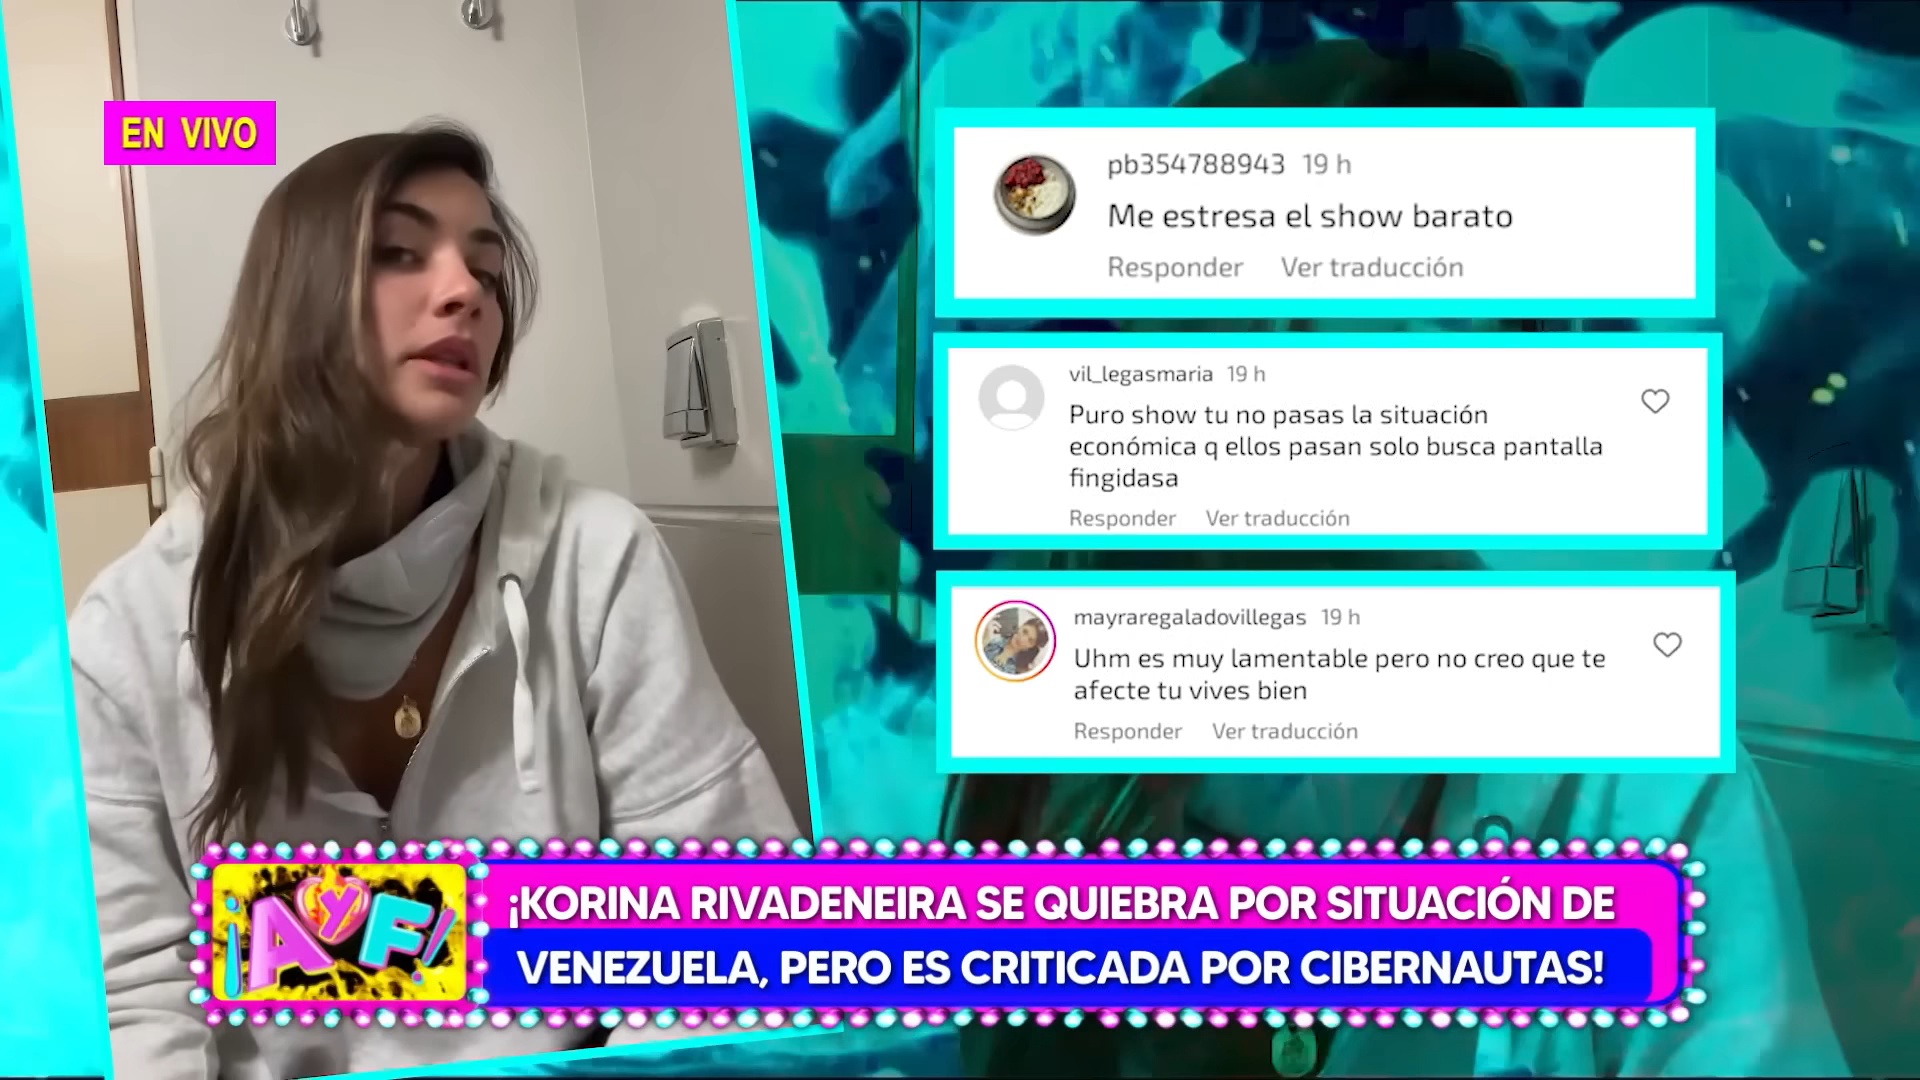 EN VIVO
pb354788943 19 h
Me estresa el show barato
Responder Ver traducción
vil_legasmaria 19 h
Puro show tu no pasas la situación
económica q ellos pasan solo busca pantalla
fingidasa
Responder Ver traducción
mayraregaladovillegas 19 h
Uhm es muy lamentable pero no creo que te
afecte tu vives bien
Responder Ver traducción
¡AyF!
¡KORINA RIVADENEIRA SE QUIEBRA POR SITUACIÓN DE
VENEZUELA, PERO ES CRITICADA POR CIBERNAUTAS!